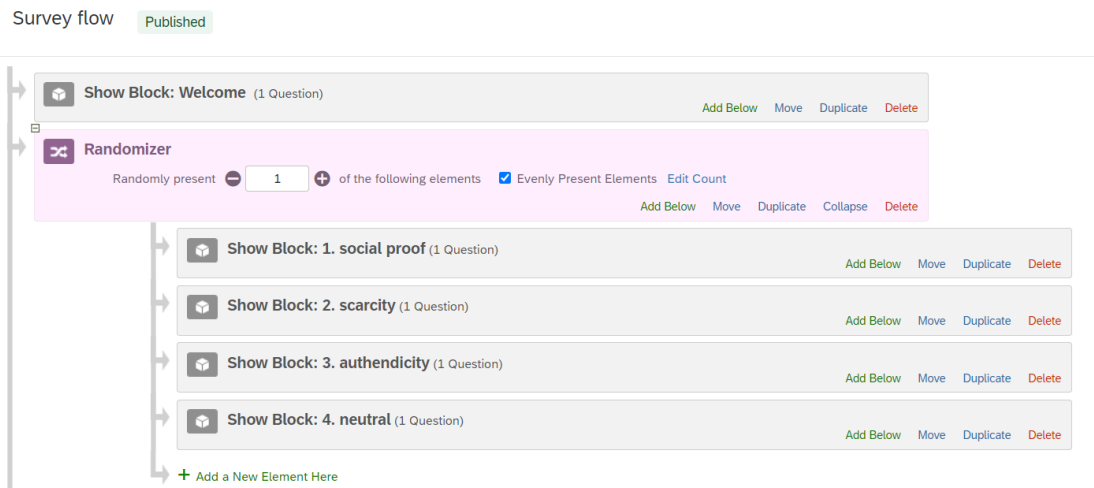 Survey flow Published
Show Block: Welcome (1 Question)
Add Below Move Duplicate Delete
Randomizer
Randomly present 1 of the following elements Evenly Present Elements Edit Count
Add Below Move Duplicate Collapse Delete
Show Block: 1. social proof (1 Question)
Add Below Move Duplicate Delete
Show Block: 2. scarcity (1 Question)
Add Below Move Duplicate Delete
Show Block: 3. authendicity (1 Question)
Add Below Move Duplicate Delete
Show Block: 4. neutral (1 Question)
Add Below Move Duplicate Delete
+ Add a New Element Here